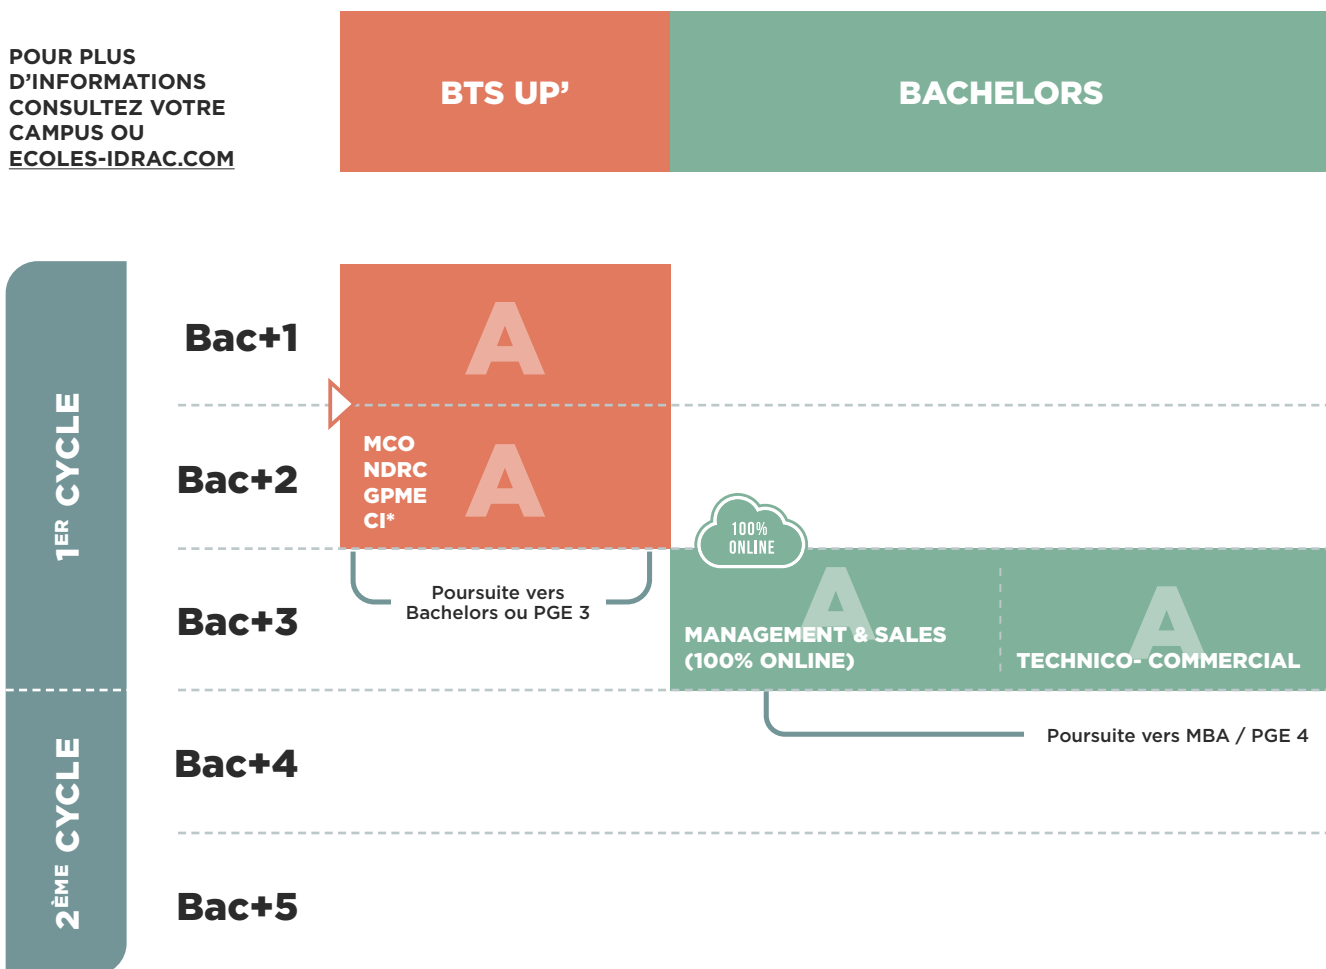 POUR PLUS
D'INFORMATIONS
CONSULTEZ VOTRE
CAMPUS OU
ECOLES-IDRAC.COM
BTS UP'
BACHELORS
1ER CYCLE
Bac+1
A
Bac+2
MCO
NDRC
GPME
CI*
A
100%
ONLINE
Bac+3
Poursuite vers
Bachelors ou PGE 3
A
MANAGEMENT & SALES
(100% ONLINE)
A
TECHNICO- COMMERCIAL
2ÈME CYCLE
Bac+4
Poursuite vers MBA / PGE 4
Bac+5